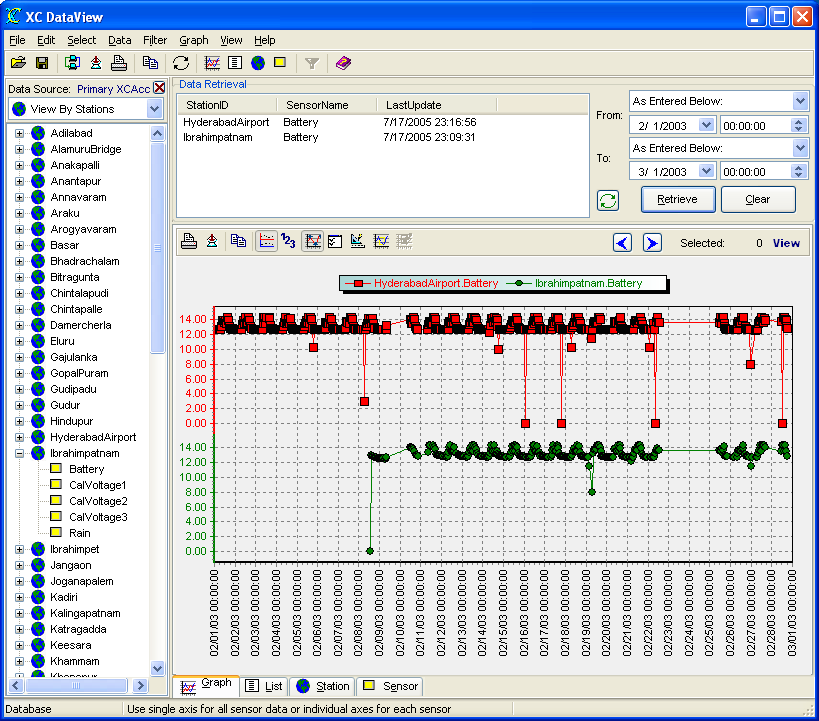 XC DataView
File Edit Select Data Filter Graph View Help
Data Source: Primary XCAcc
View By Stations
Adilabad
AlamuruBridge
Anakapalli
Anantapur
Annavaram
Araku
Arogyavaram
Basar
Bhadrachalam
Bitragunta
Chintalapudi
Chintapalle
Damercherla
Eluru
Gajulanka
GopalPuram
Gudipadu
Gudur
Hindupur
HyderabadAirport
Ibrahimpatnam
Battery
CalVoltage1
CalVoltage2
CalVoltage3
Rain
Ibrahimpet
Jangaon
Joganapalem
Kadiri
Kalingapatnam
Katragadda
Keesara
Khammam
Data Retrieval
StationID SensorName LastUpdate
HyderabadAirport Battery 7/17/2005 23:16:56
Ibrahimpatnam Battery 7/17/2005 23:09:31
From:
As Entered Below:
2/ 1/2003 00:00:00
To:
As Entered Below:
3/ 1/2003 00:00:00
Retrieve Clear
123
Selected: 0 View
HyderabadAirport.Battery Ibrahimpatnam.Battery
14.00
12.00
10.00
8.00
6.00
4.00
2.00
0.00
14.00
12.00
10.00
8.00
6.00
4.00
2.00
0.00
02/01/03 00:00:00
02/02/03 00:00:00
02/03/03 00:00:00
02/04/03 00:00:00
02/05/03 00:00:00
02/06/03 00:00:00
02/07/03 00:00:00
02/08/03 00:00:00
02/09/03 00:00:00
02/10/03 00:00:00
02/11/03 00:00:00
02/12/03 00:00:00
02/13/03 00:00:00
02/14/03 00:00:00
02/15/03 00:00:00
02/16/03 00:00:00
02/17/03 00:00:00
02/18/03 00:00:00
02/19/03 00:00:00
02/20/03 00:00:00
02/21/03 00:00:00
02/22/03 00:00:00
02/23/03 00:00:00
02/24/03 00:00:00
02/25/03 00:00:00
02/26/03 00:00:00
02/27/03 00:00:00
02/28/03 00:00:00
03/01/03 00:00:00
Graph List Station Sensor
Database Use single axis for all sensor data or individual axes for each sensor